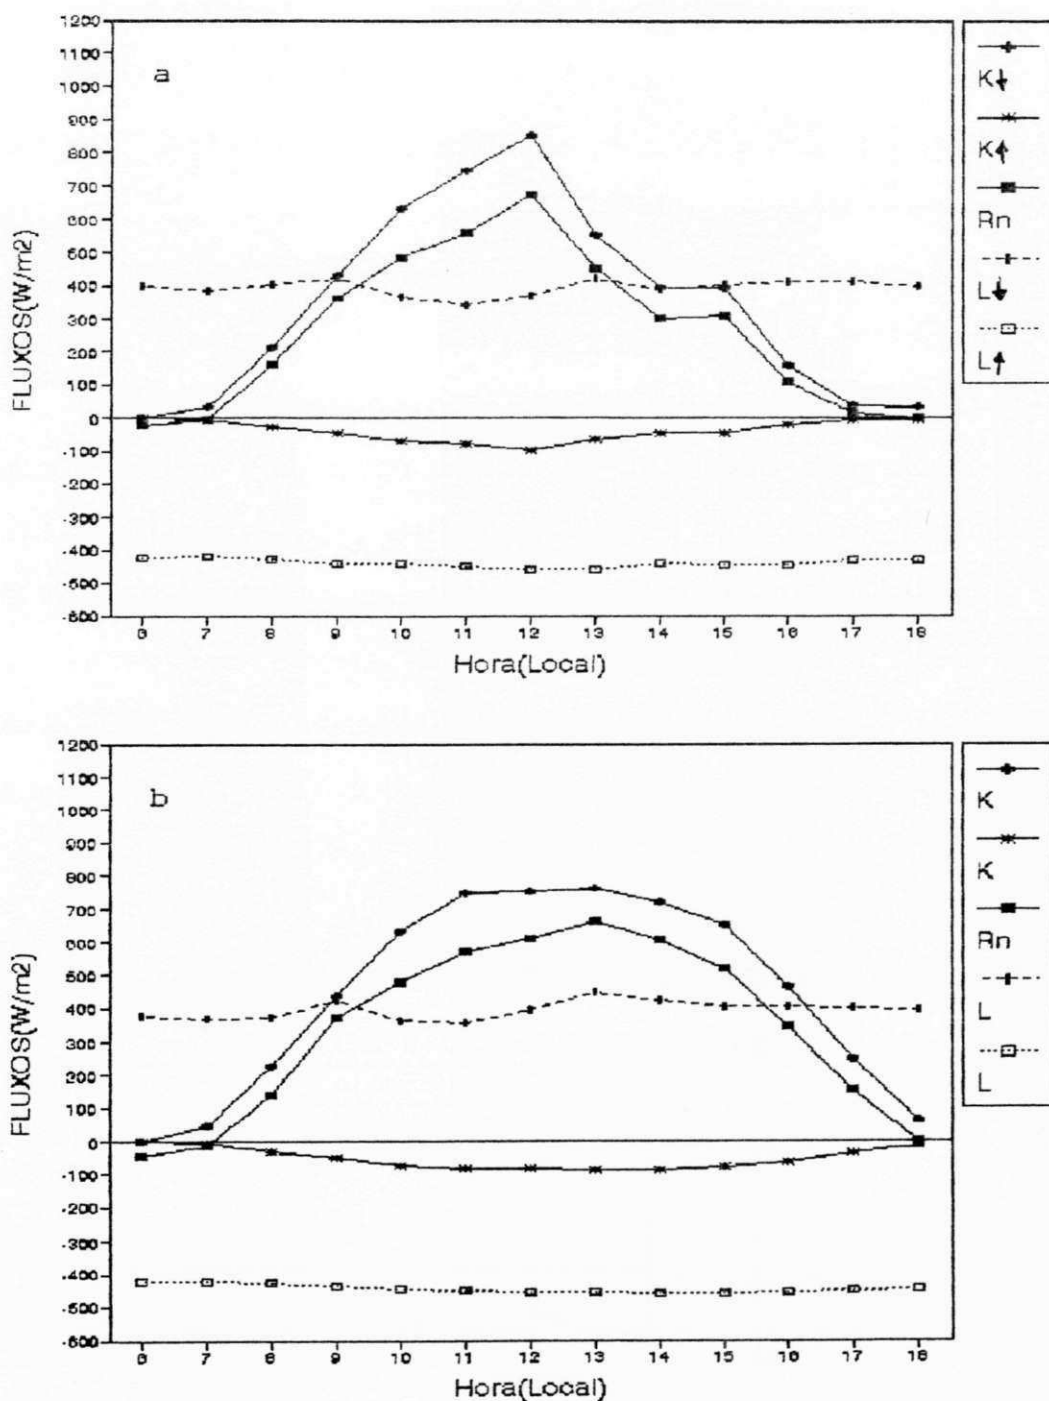 1200
1100
1000
900
800
700
600
500
400
300
200
100
0
-100
-200
-300
-400
-500
-600
FLUXOS(W/m2)
a
6 7 8 9 10 11 12 13 14 15 16 17 18
Hora(Local)
K↓
K↑
Rn
L↓
L↑
1200
1100
1000
900
800
700
600
500
400
300
200
100
0
-100
-200
-300
-400
-500
-600
FLUXOS(W/m2)
b
6 7 8 9 10 11 12 13 14 15 16 17 18
Hora(Local)
K
K
Rn
L
L